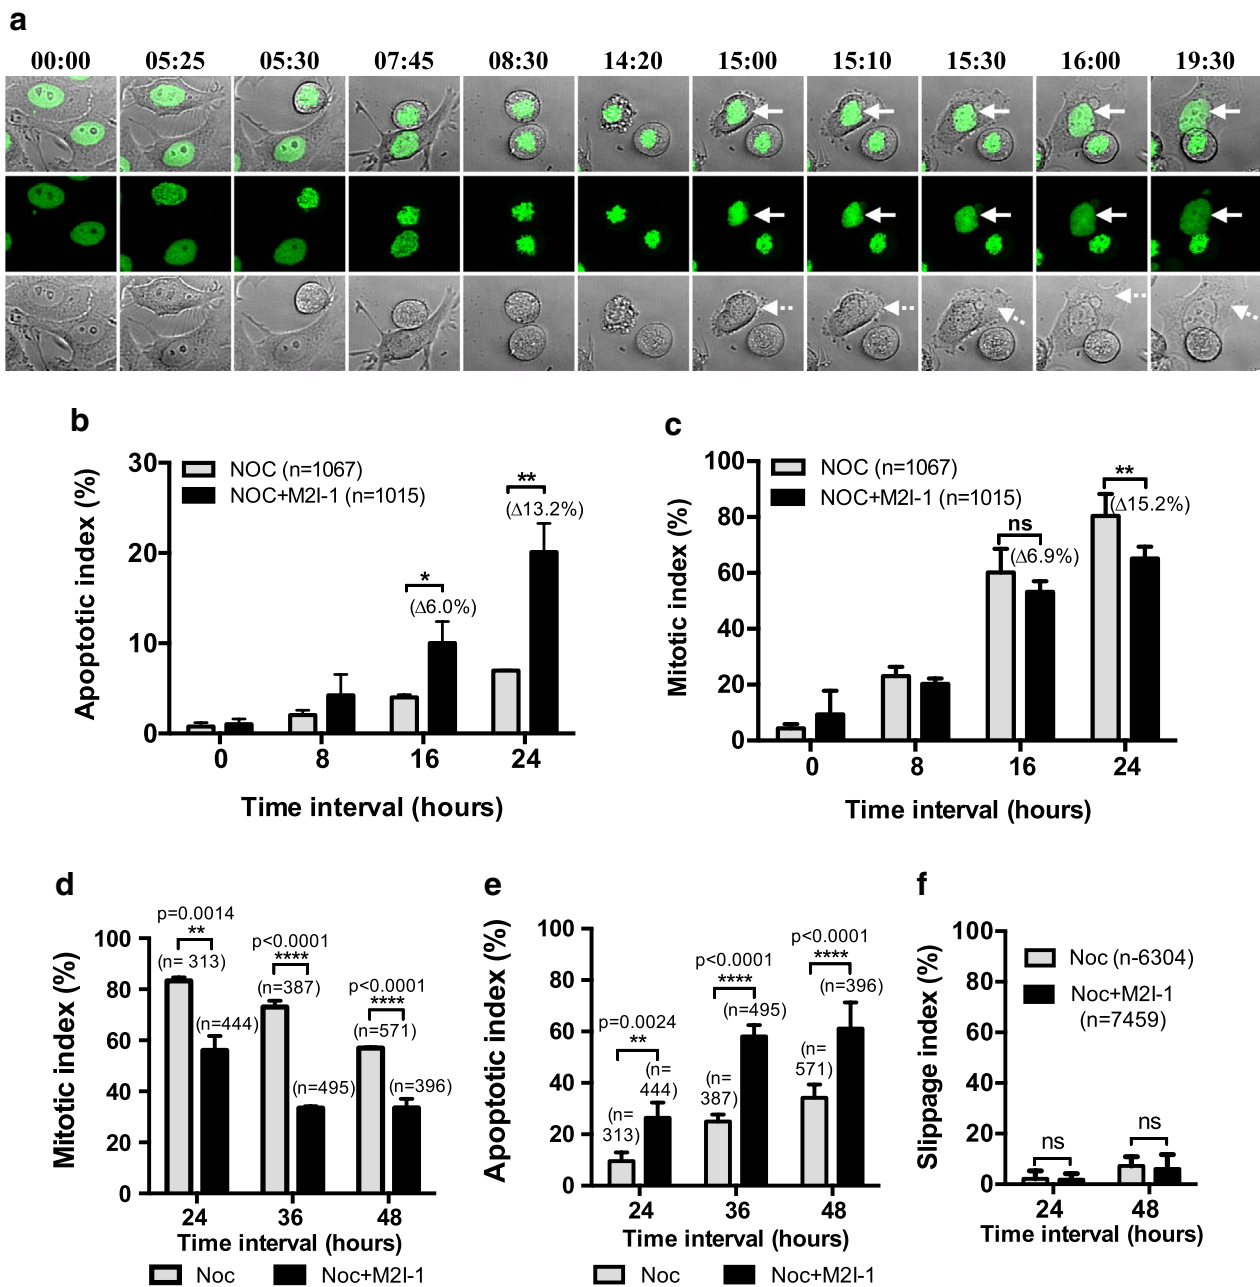 a
00:00 05:25 05:30 07:45 08:30 14:20 15:00 15:10 15:30 16:00 19:30
b
Apoptotic index (%)
30
20
10
0
NOC (n=1067)
NOC+M2I-1 (n=1015)
*
(Δ6.0%)
**
(Δ13.2%)
0 8 16 24
Time interval (hours)
c
Mitotic index (%)
100
80
60
40
20
0
NOC (n=1067)
NOC+M2I-1 (n=1015)
ns
(Δ6.9%)
**
(Δ15.2%)
0 8 16 24
Time interval (hours)
d
Mitotic index (%)
100
80
60
40
20
0
p=0.0014
**
(n= 313)
(n=444)
p<0.0001
****
(n=387)
(n=495)
p<0.0001
****
(n=571)
(n=396)
24 36 48
Time interval (hours)
Noc Noc+M2I-1
e
Apoptotic index (%)
100
80
60
40
20
0
p=0.0024
**
(n=
313)
(n=
444)
p<0.0001
****
(n=
387)
(n=495)
p<0.0001
****
(n=
571)
(n=396)
24 36 48
Time interval (hours)
Noc Noc+M2I-1
f
Slippage index (%)
100
80
60
40
20
0
Noc (n-6304)
Noc+M2I-1
(n=7459)
ns
ns
24 48
Time interval (hours)